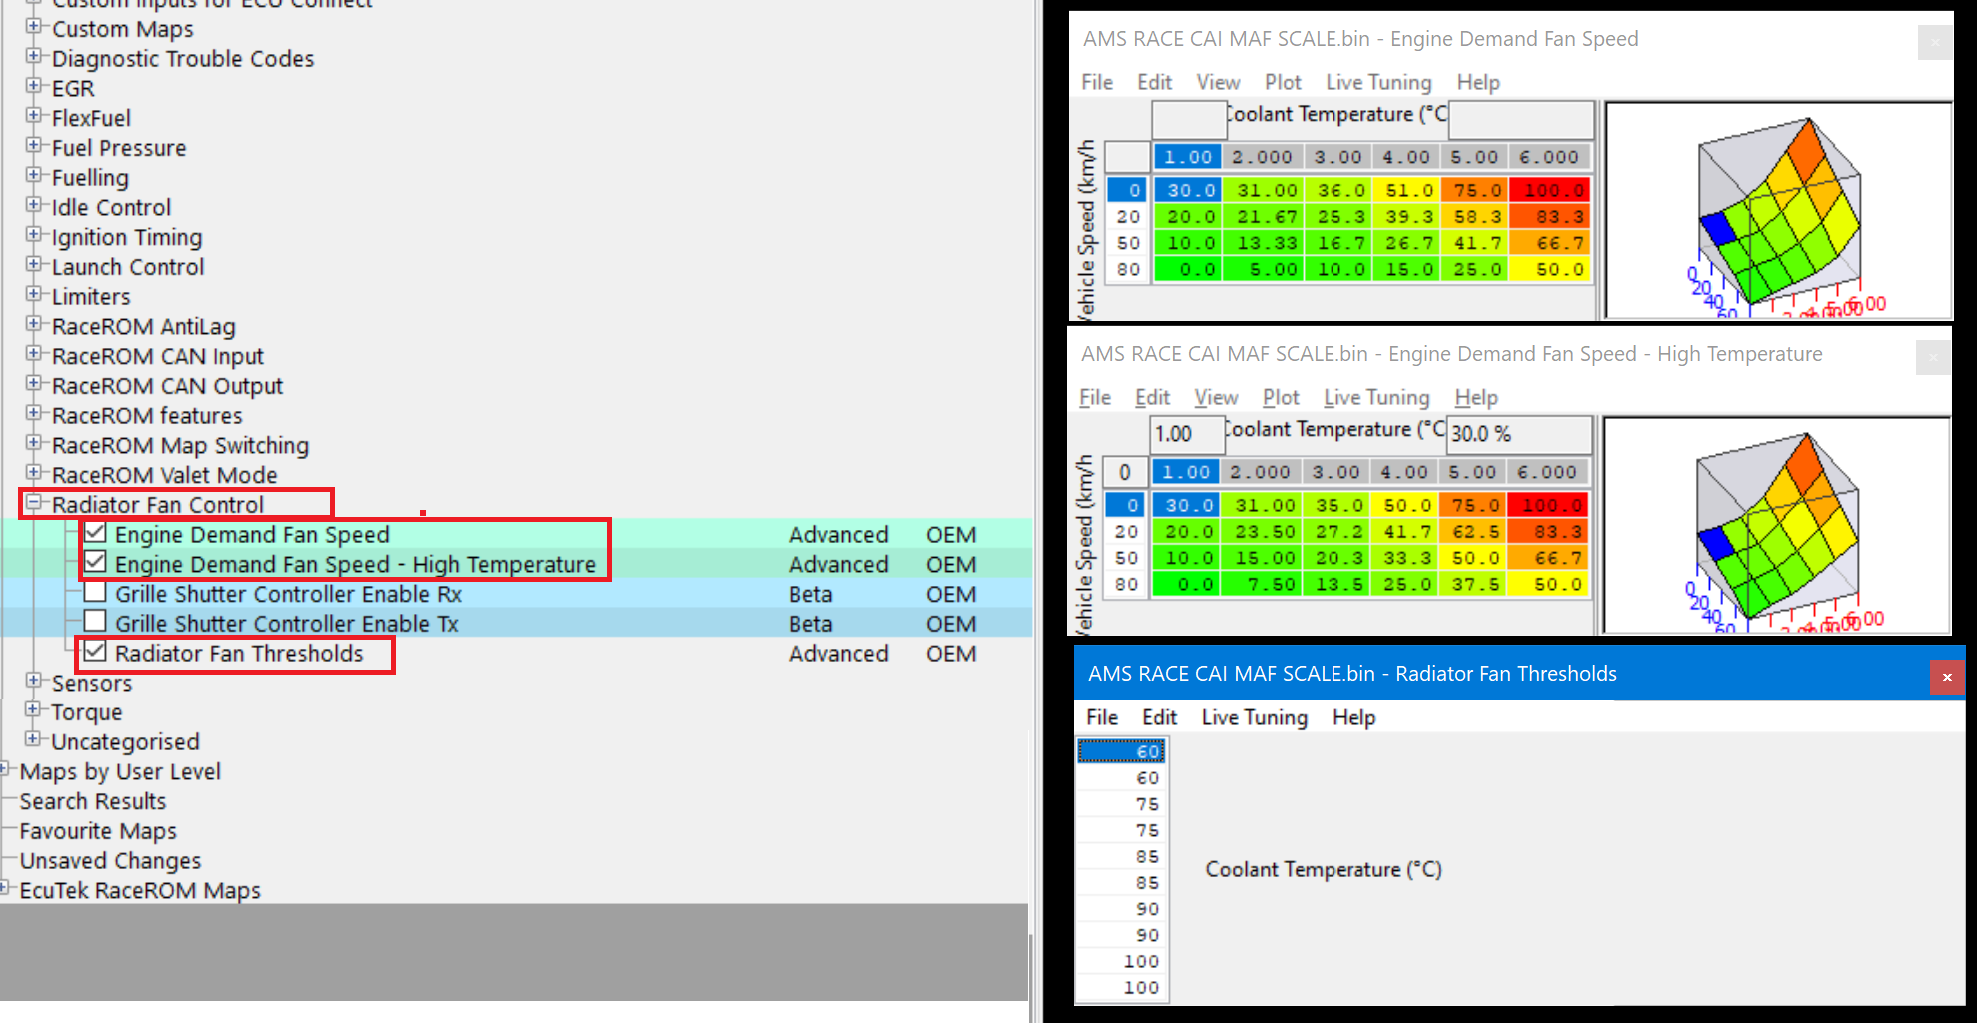 Custom Inputs for ECU Connect
Custom Maps
Diagnostic Trouble Codes
EGR
FlexFuel
Fuel Pressure
Fuelling
Idle Control
Ignition Timing
Launch Control
Limiters
RaceROM AntiLag
RaceROM CAN Input
RaceROM CAN Output
RaceROM features
RaceROM Map Switching
RaceROM Valet Mode
Radiator Fan Control
Engine Demand Fan Speed Advanced OEM
Engine Demand Fan Speed - High Temperature Advanced OEM
Grille Shutter Controller Enable Rx Beta OEM
Grille Shutter Controller Enable Tx Beta OEM
Radiator Fan Thresholds Advanced OEM
Sensors
Torque
Uncategorised
Maps by User Level
Search Results
Favourite Maps
Unsaved Changes
EcuTek RaceROM Maps
AMS RACE CAI MAF SCALE.bin - Engine Demand Fan Speed
File Edit View Plot Live Tuning Help
Coolant Temperature (°C
Vehicle Speed (km/h
1.00 2.000 3.00 4.00 5.00 6.000
0 30.0 31.00 36.0 51.0 75.0 100.0
20 20.0 21.67 25.3 39.3 58.3 83.3
50 10.0 13.33 16.7 26.7 41.7 66.7
80 0.0 5.00 10.0 15.0 25.0 50.0
0
20
40
60
AMS RACE CAI MAF SCALE.bin - Engine Demand Fan Speed - High Temperature
File Edit View Plot Live Tuning Help
1.00 Coolant Temperature (°C 30.0 %
Vehicle Speed (km/h
0 1.00 2.000 3.00 4.00 5.00 6.000
0 30.0 31.00 35.0 50.0 75.0 100.0
20 20.0 23.50 27.2 41.7 62.5 83.3
50 10.0 15.00 20.3 33.3 50.0 66.7
80 0.0 7.50 13.5 25.0 37.5 50.0
0
20
40
60
AMS RACE CAI MAF SCALE.bin - Radiator Fan Thresholds
File Edit Live Tuning Help
60
60
75
75
85
85
90
90
100
100
Coolant Temperature (°C)